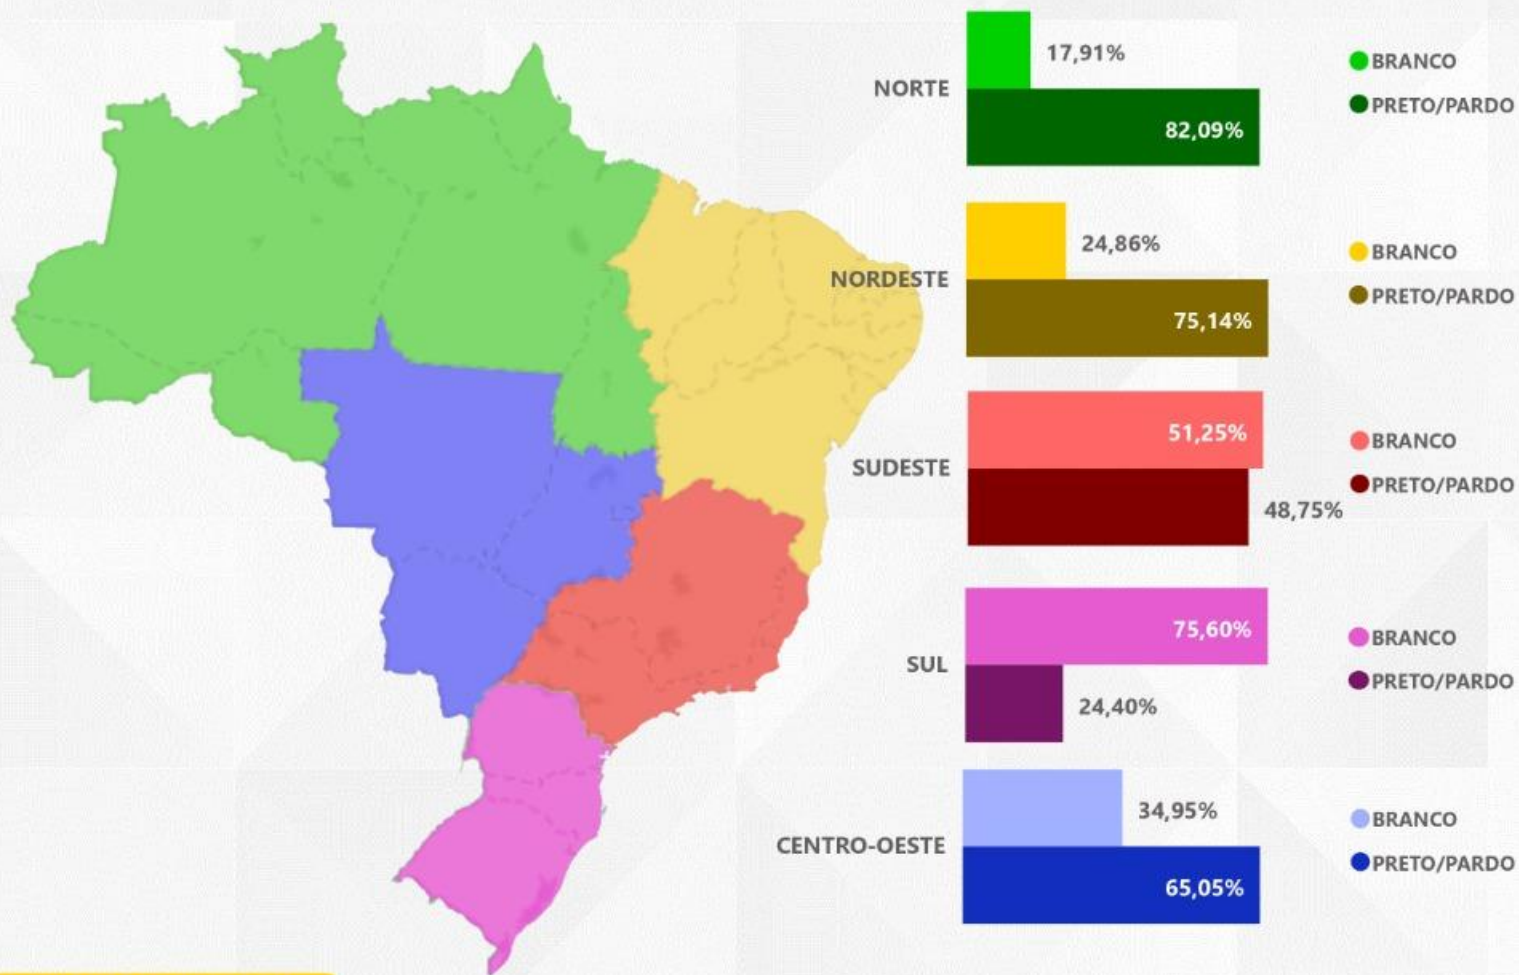 NORTE
17,91%
82,09%
BRANCO
PRETO/PARDO
NORDESTE
24,86%
75,14%
BRANCO
PRETO/PARDO
SUDESTE
51,25%
48,75%
BRANCO
PRETO/PARDO
SUL
75,60%
24,40%
BRANCO
PRETO/PARDO
CENTRO-OESTE
34,95%
65,05%
BRANCO
PRETO/PARDO